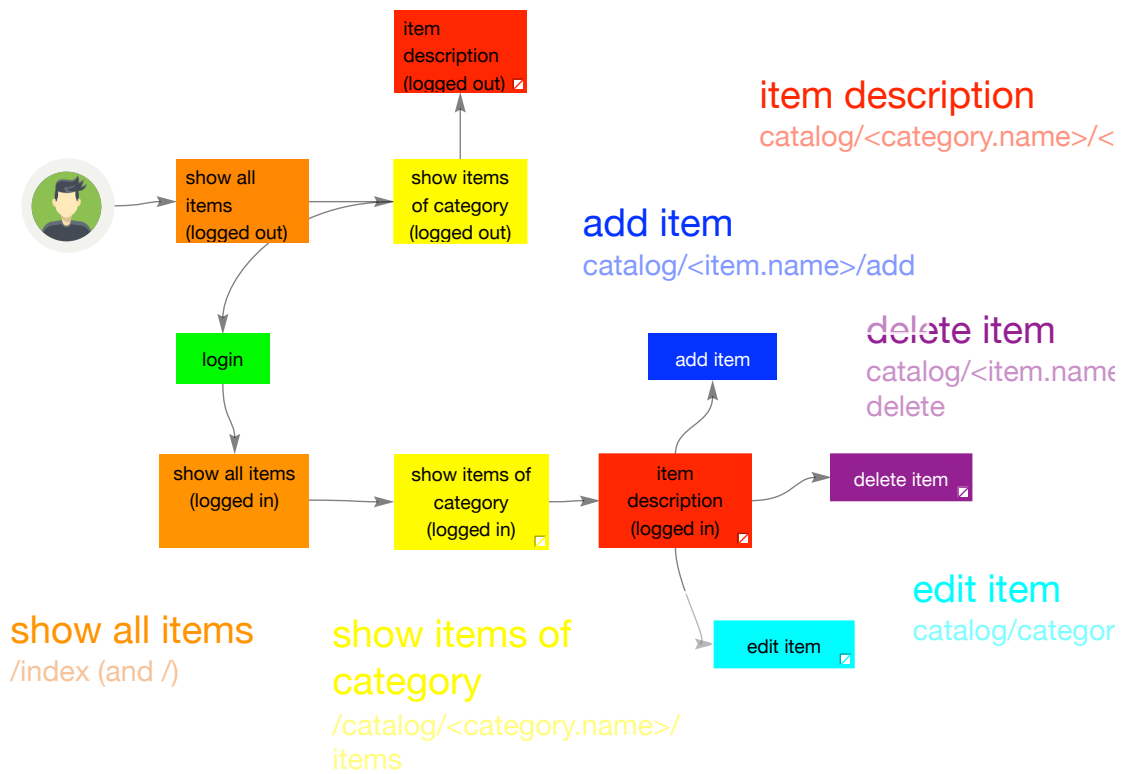 item
description
(logged out)
item description
catalog/<category.name>/<
show all
items
(logged out)
show items
of category
(logged out)
add item
catalog/<item.name>/add
login
add item
delete item
catalog/<item.name
delete
show all items
(logged in)
show items of
category
(logged in)
item
description
(logged in)
delete item
edit item
catalog/categor
show all items
/index (and /)
show items of
category
/catalog/<category.name>/
items
edit item